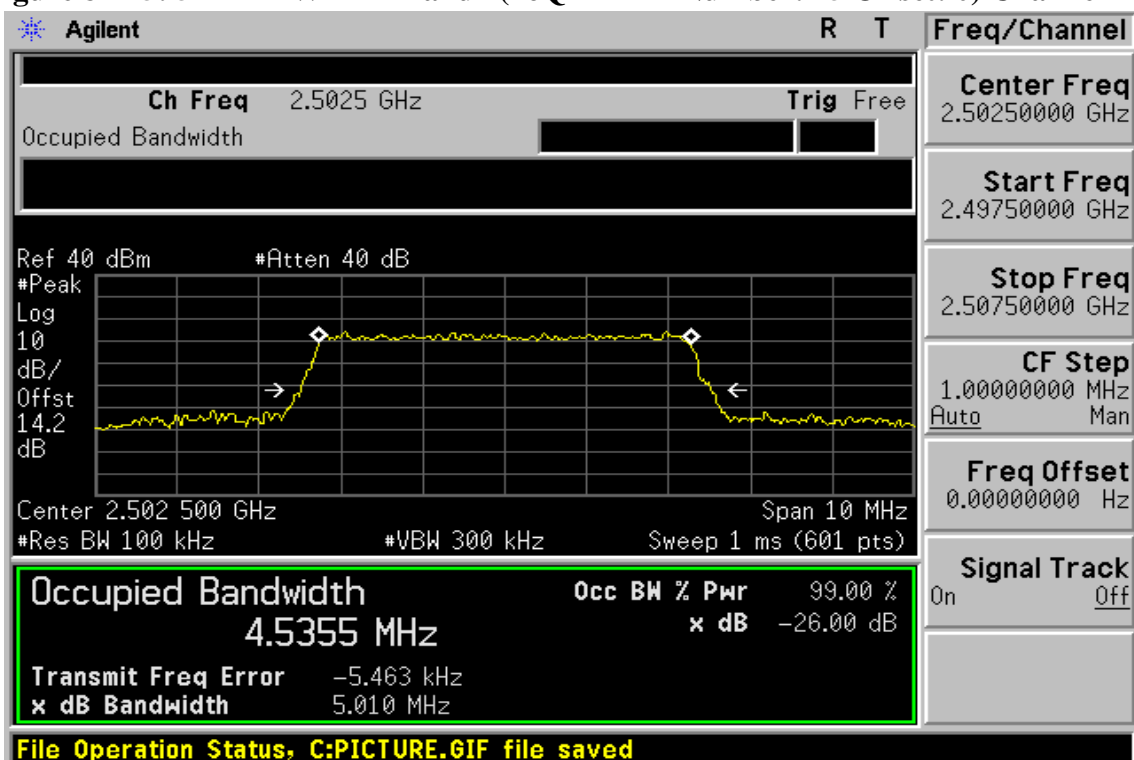 Agilent R T Freq/Channel
Ch Freq 2.5025 GHz Trig Free
Occupied Bandwidth
Center Freq
2.50250000 GHz
Start Freq
2.49750000 GHz
Stop Freq
2.50750000 GHz
CF Step
1.00000000 MHz
Auto Man
Freq Offset
0.00000000 Hz
Signal Track
On Off
Ref 40 dBm #Atten 40 dB
#Peak
Log
10
dB/
Offst
14.2
dB
Center 2.502 500 GHz Span 10 MHz
#Res BW 100 kHz #VBW 300 kHz Sweep 1 ms (601 pts)
Occupied Bandwidth Occ BW % Pwr 99.00 %
4.5355 MHz x dB -26.00 dB
Transmit Freq Error -5.463 kHz
x dB Bandwidth 5.010 MHz
File Operation Status, C:PICTURE.GIF file saved